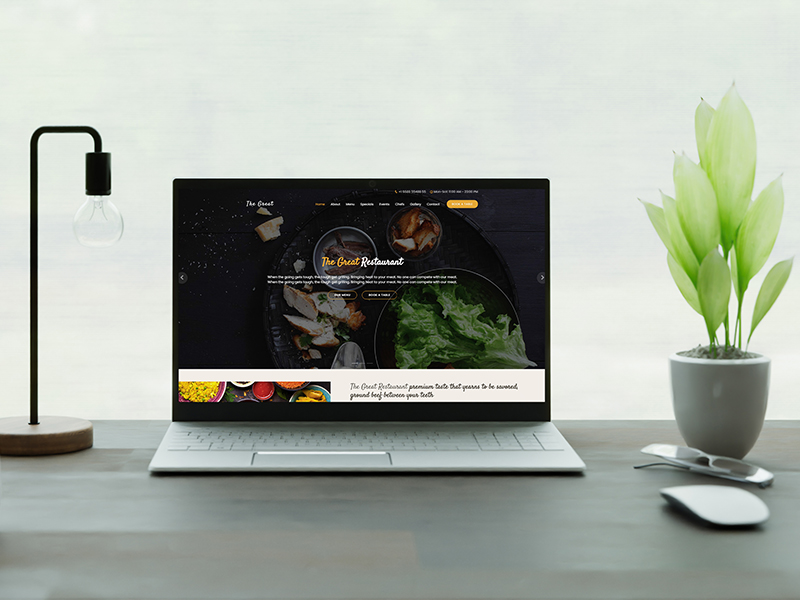 Mon-Sat: 11:00 AM - 23:00 PM
The Great
Home About Menu Specials Events Chefs Gallery Contact BOOK A TABLE
The Great Restaurant
When the going gets tough, the tough get grilling. Bringing heat to your meat. No one can compete with our meat.
When the going gets tough, the tough get grilling. Bringing heat to your meat. No one can compete with our meat.
OUR MENU BOOK A TABLE
The Great Restaurant premium taste that yearns to be savored,
ground beef between your teeth